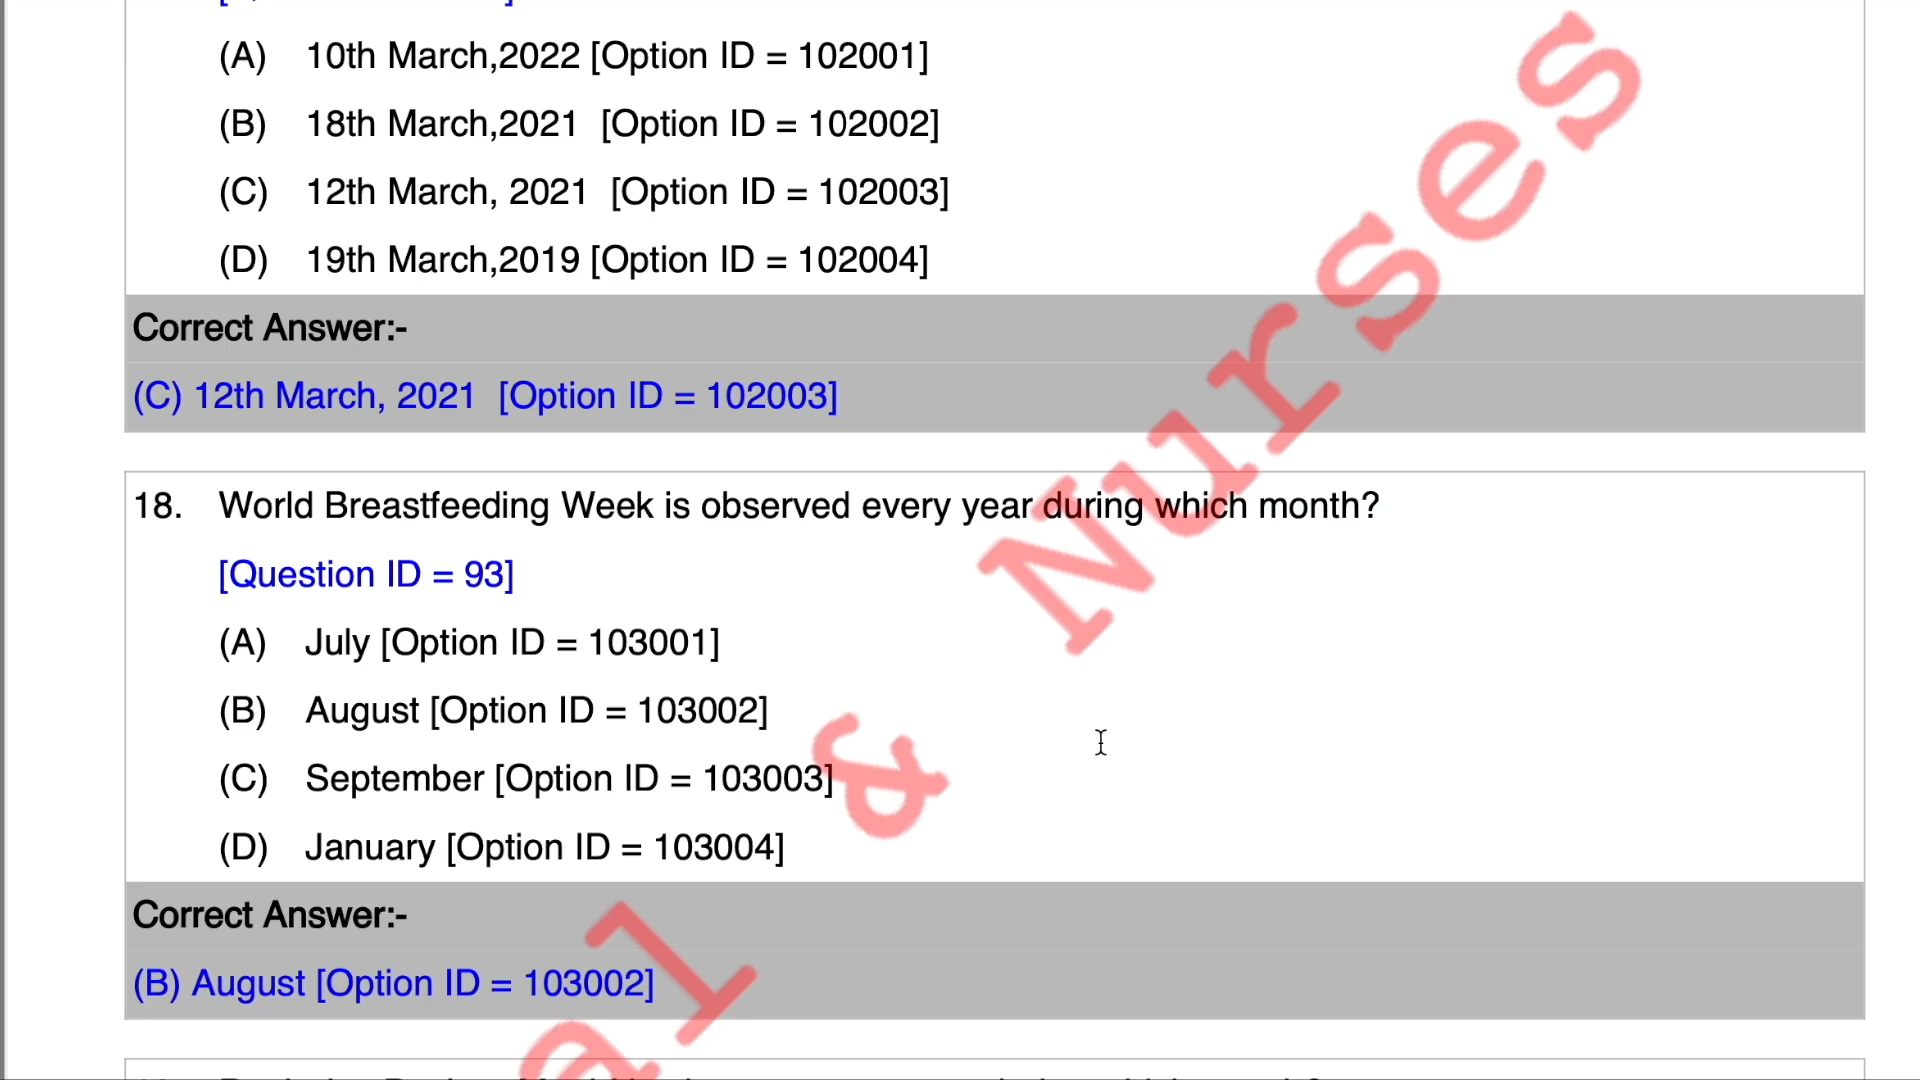 (A) 10th March,2022 [Option ID = 102001]
(B) 18th March,2021 [Option ID = 102002]
(C) 12th March, 2021 [Option ID = 102003]
(D) 19th March,2019 [Option ID = 102004]
Correct Answer:-
(C) 12th March, 2021 [Option ID = 102003]
18. World Breastfeeding Week is observed every year during which month?
[Question ID = 93]
(A) July [Option ID = 103001]
(B) August [Option ID = 103002]
(C) September [Option ID = 103003]
(D) January [Option ID = 103004]
Correct Answer:-
(B) August [Option ID = 103002]
& Nurses